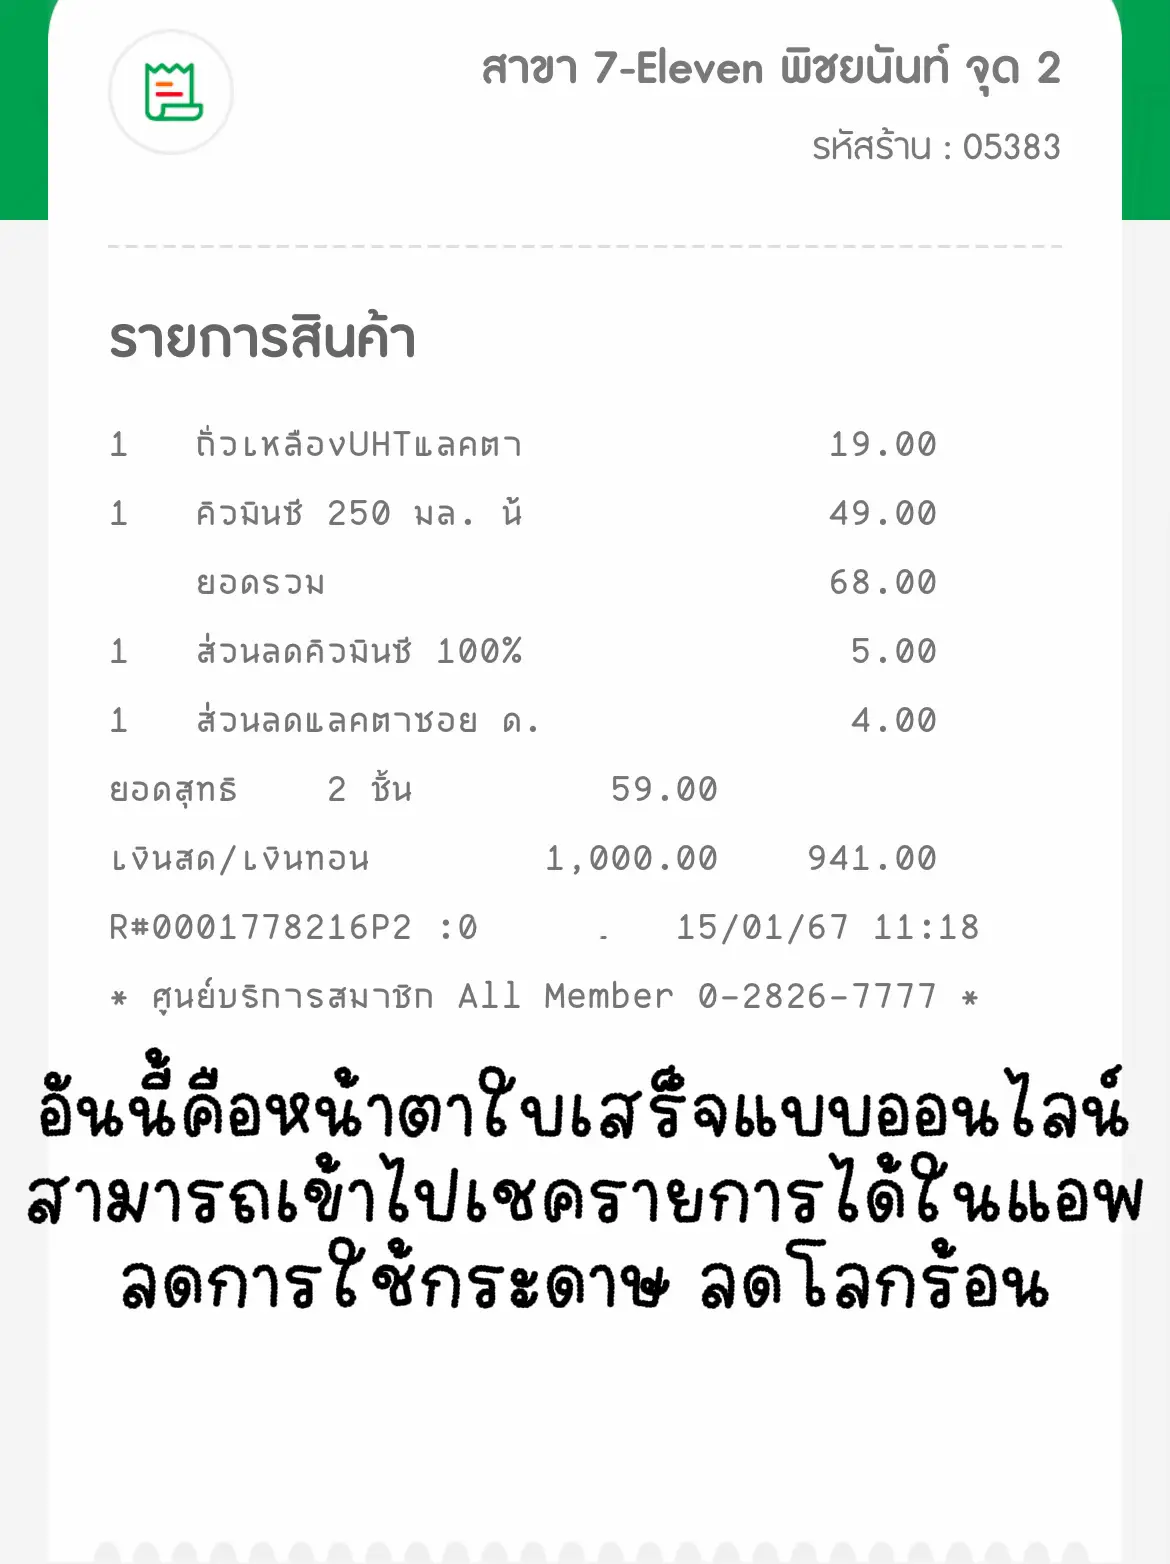 สาขา 7-Eleven พิชยนันท์ จุด 2
รหัสร้าน : 05383
รายการสินค้า
1 ถั่วเหลืองUHTแลคตา 19.00
1 คิวมินซี 250 มล. น้ 49.00
ยอดรวม 68.00
1 ส่วนลดคิวมินซี 100% 5.00
1 ส่วนลดแลคตาซอย ด. 4.00
ยอดสุทธิ 2 ชิ้น 59.00
เงินสด/เงินทอน 1,000.00 941.00
R#0001778216P2 :0 . 15/01/67 11:18
* ศูนย์บริการสมาชิก All Member 0-2826-7777 *
อันนี้คือหน้าตาใบเสร็จแบบออนไลน์
สามารถเข้าไปเชครายการได้ในแอพ
ลดการใช้กระดาษ ลดโลกร้อน